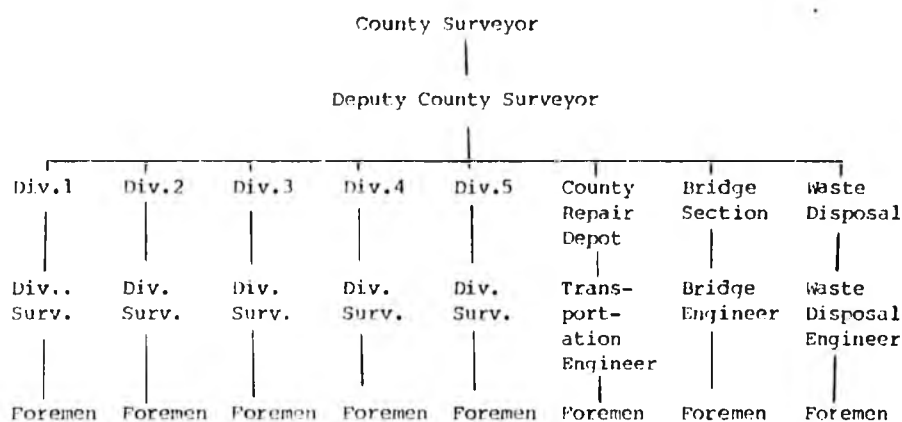 County Surveyor
Deputy County Surveyor
Div.1 Div.2 Div.3 Div.4 Div.5 County Bridge Waste
Repair Section Disposal
Depot
Div.. Div. Div. Div. Div. Trans- Bridge Waste
Surv. Surv. Surv. Surv. Surv. port- Engineer Disposal
ation Engineer
Engineer
Foremen Foremen Foremen Foremen Foremen Foremen Foremen Foremen